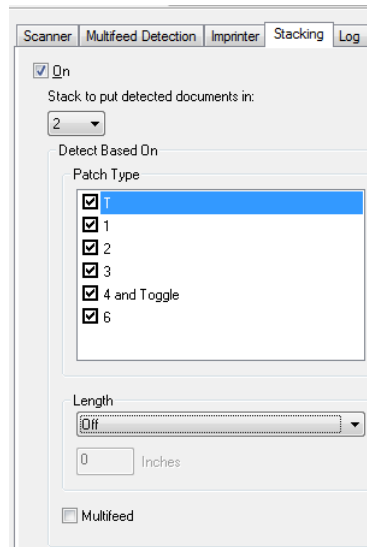 Scanner Multifeed Detection Imprinter Stacking Log
On
Stack to put detected documents in:
2
Detect Based On
Patch Type
T
1
2
3
4 and Toggle
6
Length
Off
0 Inches
Multifeed